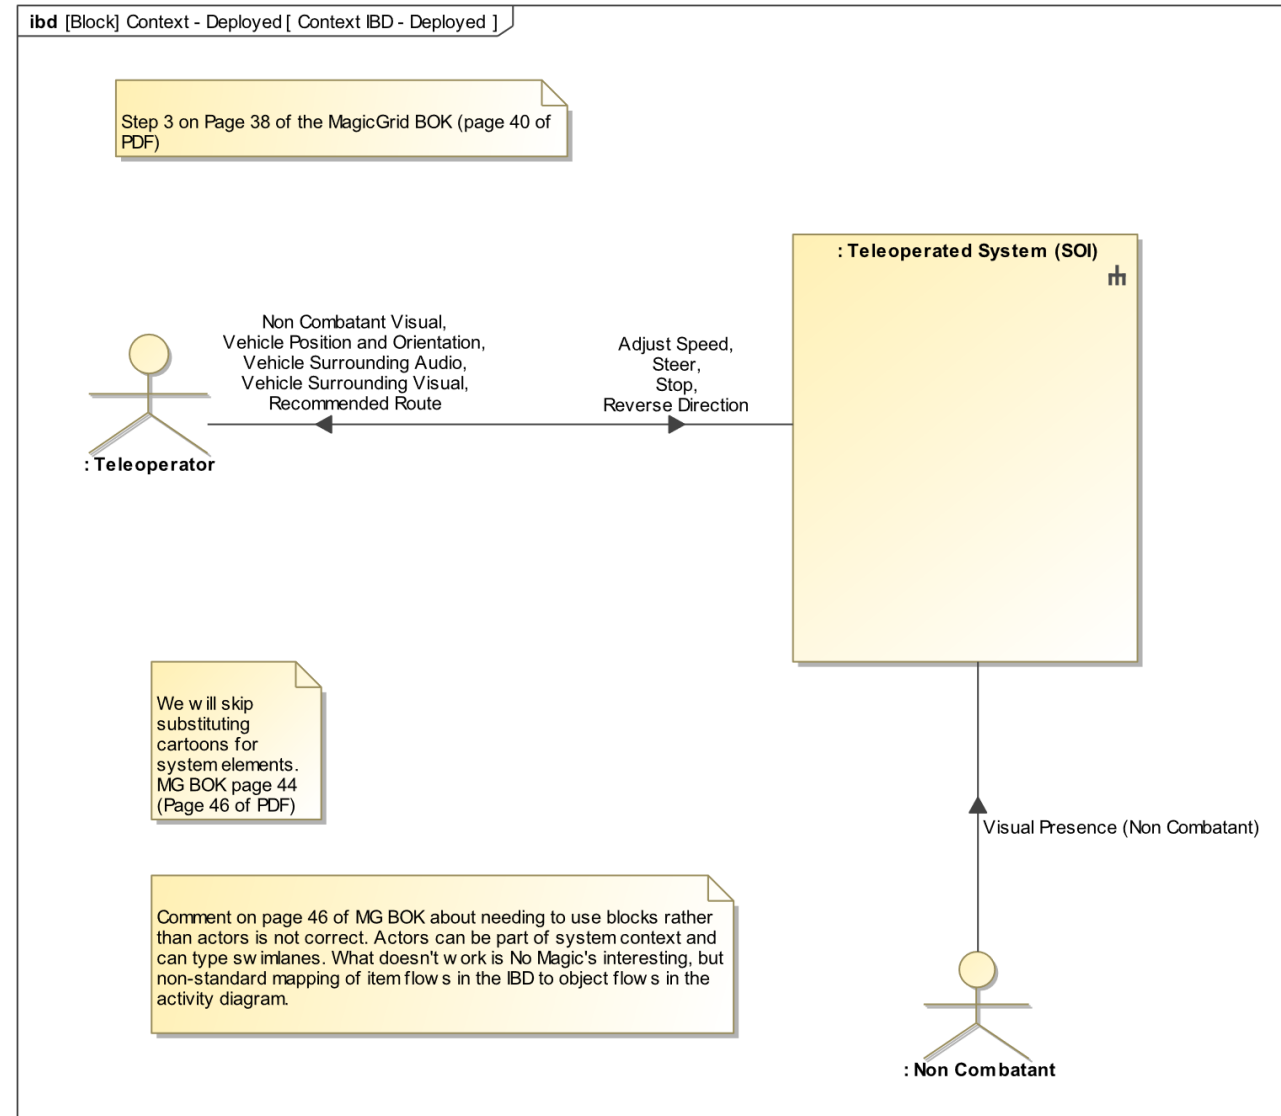 ibd [Block] Context - Deployed [ Context IBD - Deployed ]
Step 3 on Page 38 of the MagicGrid BOK (page 40 of
PDF)
: Teleoperated System (SOI)
Non Combatant Visual,
Vehicle Position and Orientation,
Vehicle Surrounding Audio,
Vehicle Surrounding Visual,
Recommended Route
Adjust Speed,
Steer,
Stop,
Reverse Direction
: Teleoperator
We will skip
substituting
cartoons for
system elements.
MG BOK page 44
(Page 46 of PDF)
Visual Presence (Non Combatant)
Comment on page 46 of MG BOK about needing to use blocks rather
than actors is not correct. Actors can be part of system context and
can type swimlanes. What doesn't work is No Magic's interesting, but
non-standard mapping of item flows in the IBD to object flows in the
activity diagram.
: Non Combatant